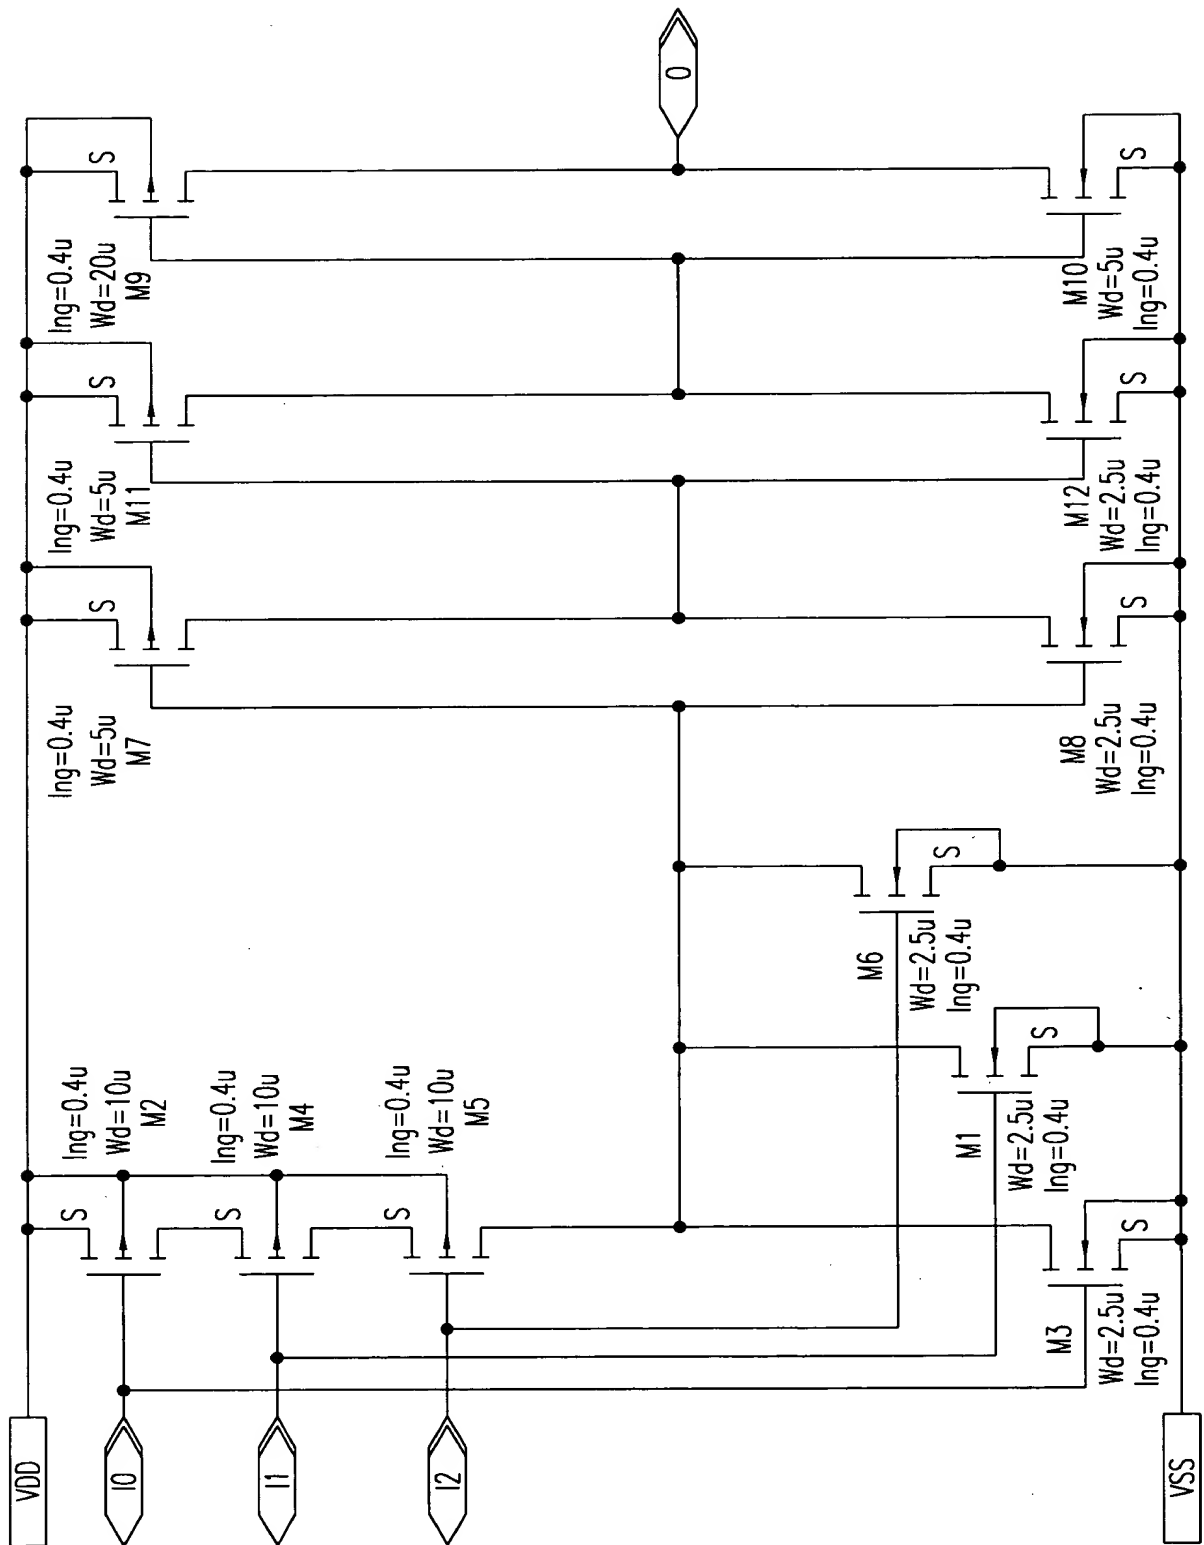 VDD
I0
I1
I2
VSS
lng=0.4u
Wd=10u
M2
S
lng=0.4u
Wd=10u
M4
S
lng=0.4u
Wd=10u
M5
S
M3
Wd=2.5u
lng=0.4u
S
M1
Wd=2.5u
lng=0.4u
S
M6
Wd=2.5u
lng=0.4u
S
lng=0.4u
Wd=5u
M7
S
M8
Wd=2.5u
lng=0.4u
S
lng=0.4u
Wd=5u
M11
S
M12
Wd=2.5u
lng=0.4u
S
lng=0.4u
Wd=20u
M9
S
M10
Wd=5u
lng=0.4u
S
O